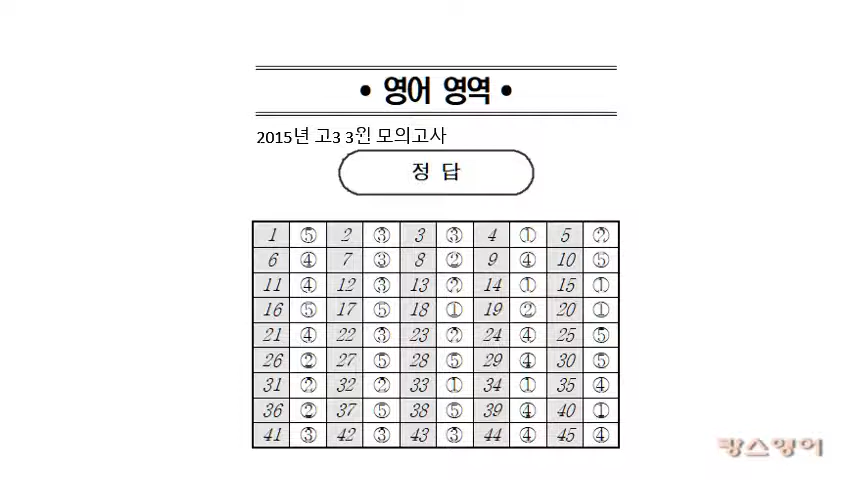 • 영어 영역 •
2015년 고3 3월 모의고사
정 답
1 ⑤ 2 ③ 3 ③ 4 ① 5 ②
6 ④ 7 ③ 8 ② 9 ④ 10 ⑤
11 ④ 12 ③ 13 ② 14 ① 15 ①
16 ⑤ 17 ⑤ 18 ① 19 ② 20 ①
21 ④ 22 ③ 23 ② 24 ④ 25 ⑤
26 ② 27 ⑤ 28 ⑤ 29 ④ 30 ⑤
31 ② 32 ② 33 ① 34 ① 35 ④
36 ② 37 ⑤ 38 ⑤ 39 ④ 40 ①
41 ③ 42 ③ 43 ③ 44 ④ 45 ④
쾅스영어